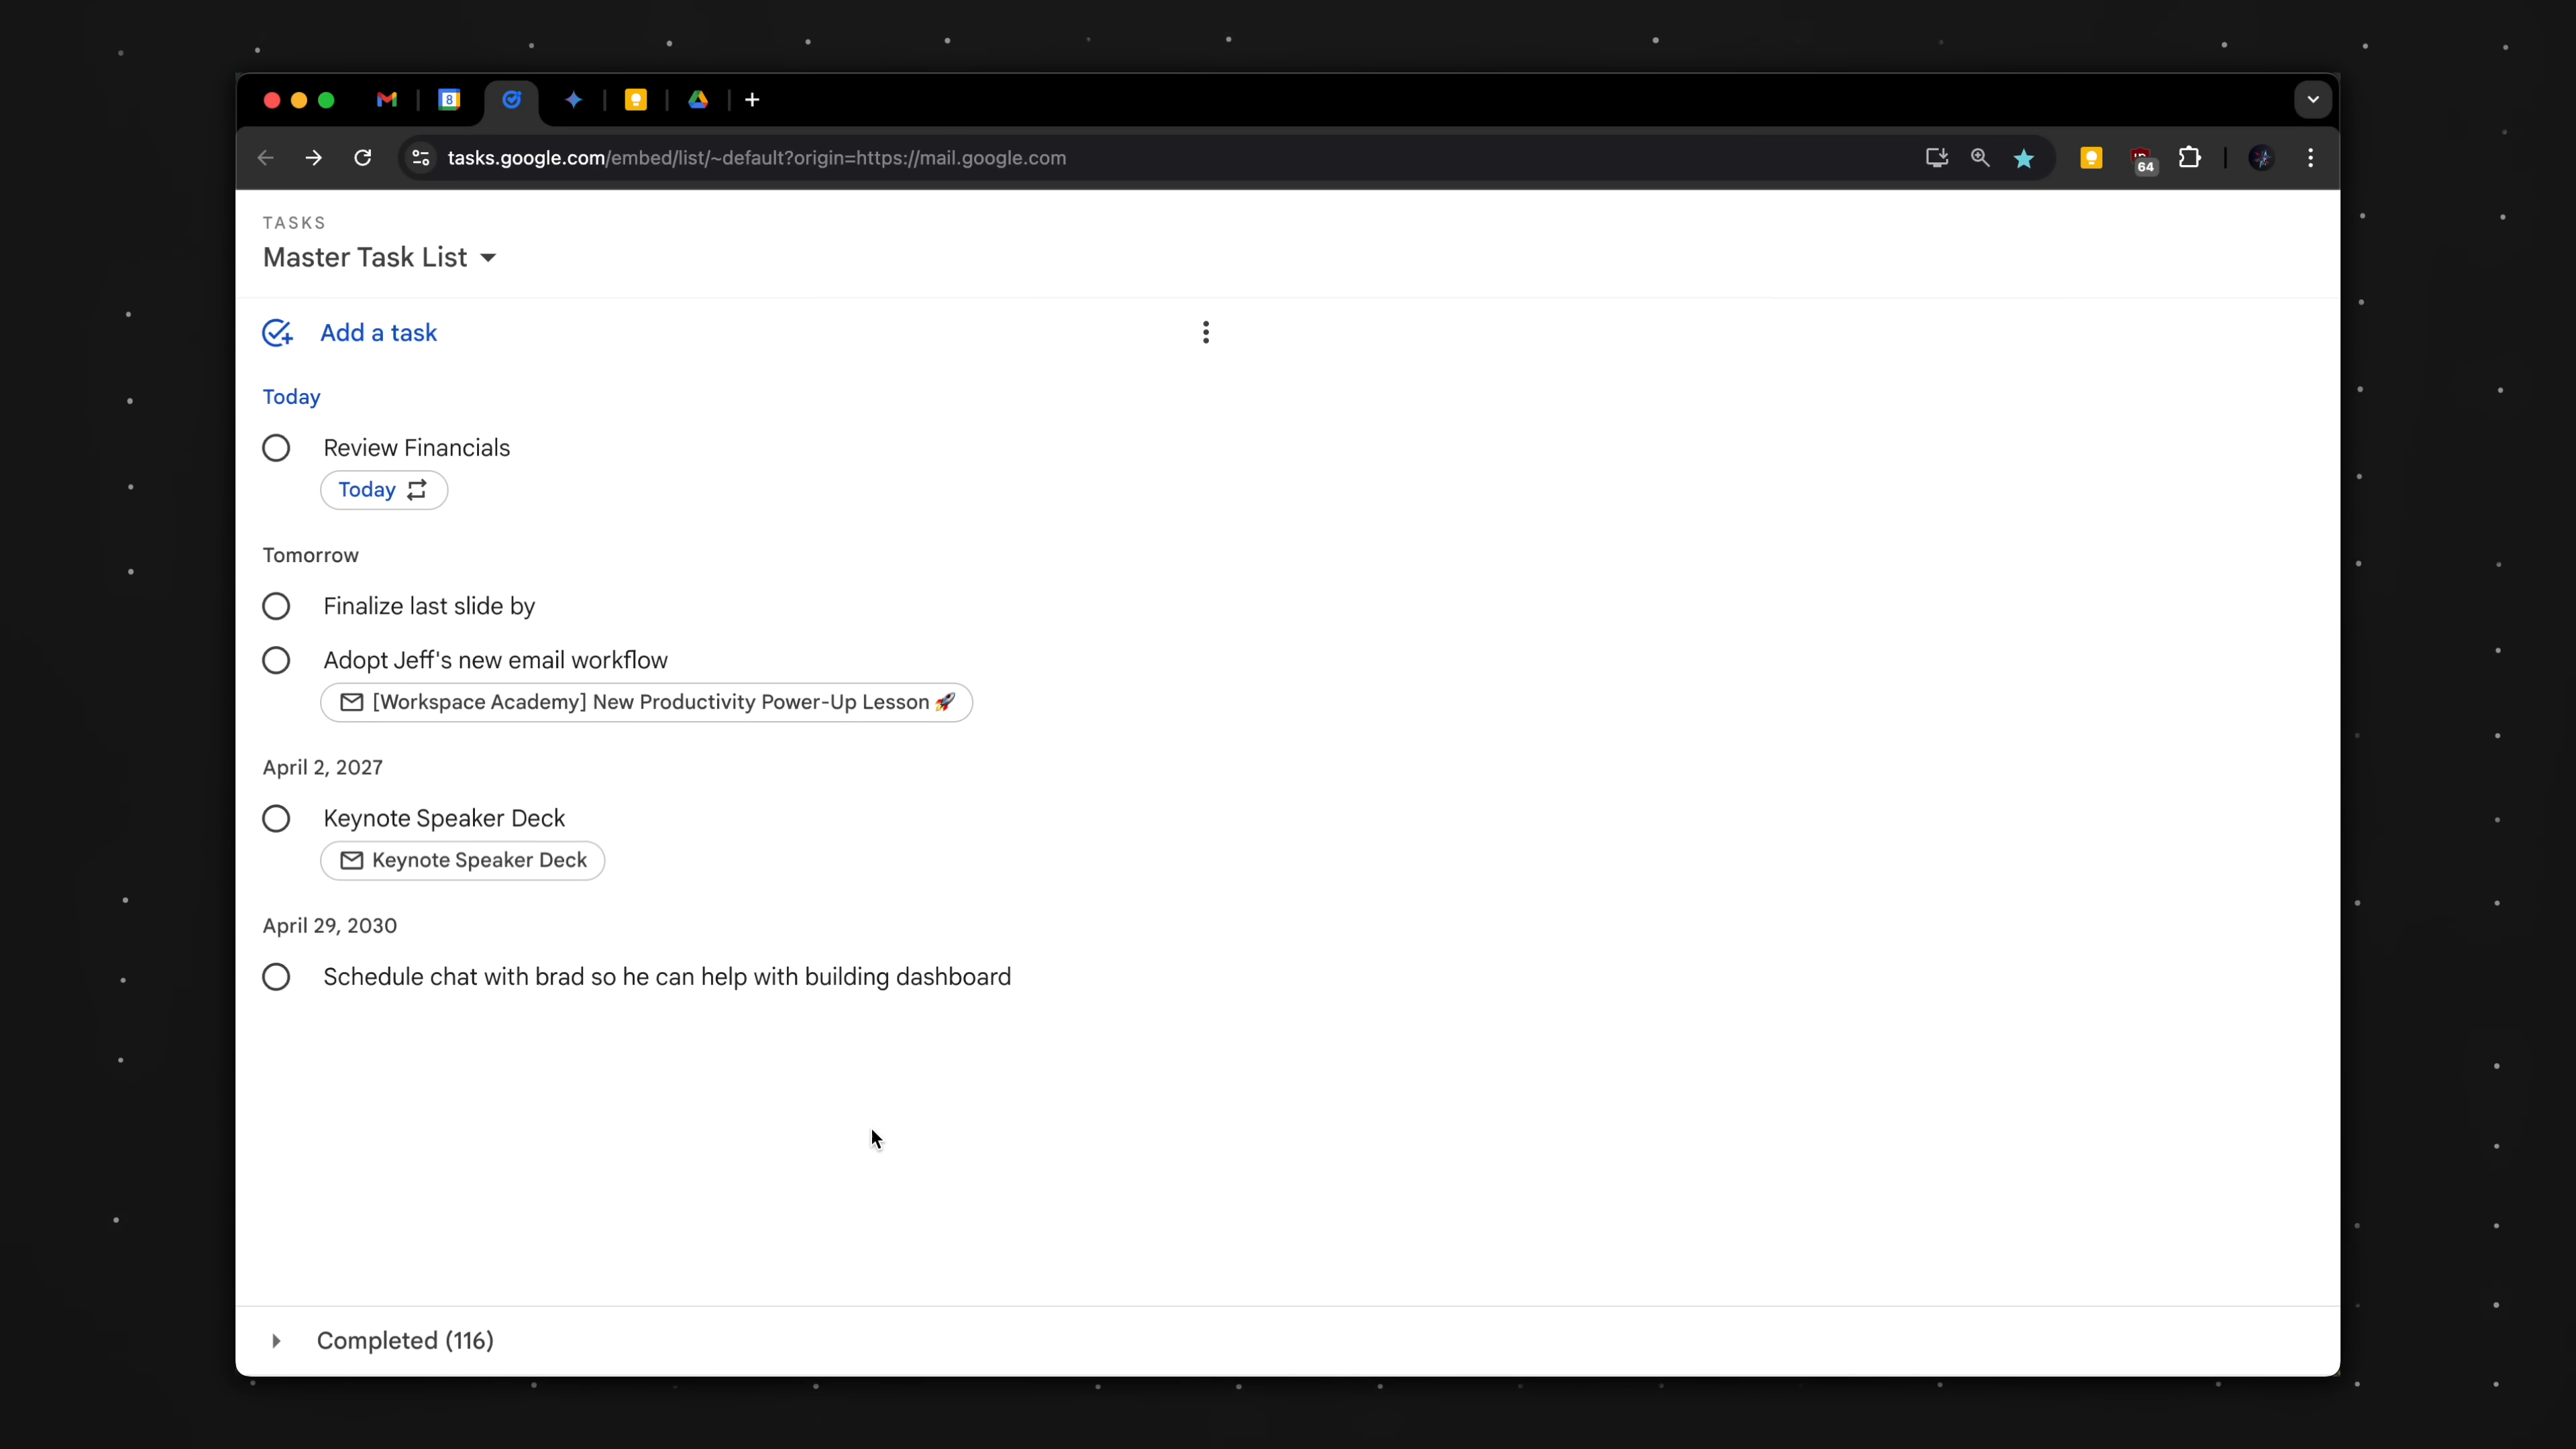 8
tasks.google.com/embed/list/~default?origin=https://mail.google.com
64
TASKS
Master Task List
Add a task
Today
Review Financials
Today
Tomorrow
Finalize last slide by
Adopt Jeff's new email workflow
[Workspace Academy] New Productivity Power-Up Lesson 🚀
April 2, 2027
Keynote Speaker Deck
Keynote Speaker Deck
April 29, 2030
Schedule chat with brad so he can help with building dashboard
Completed (116)